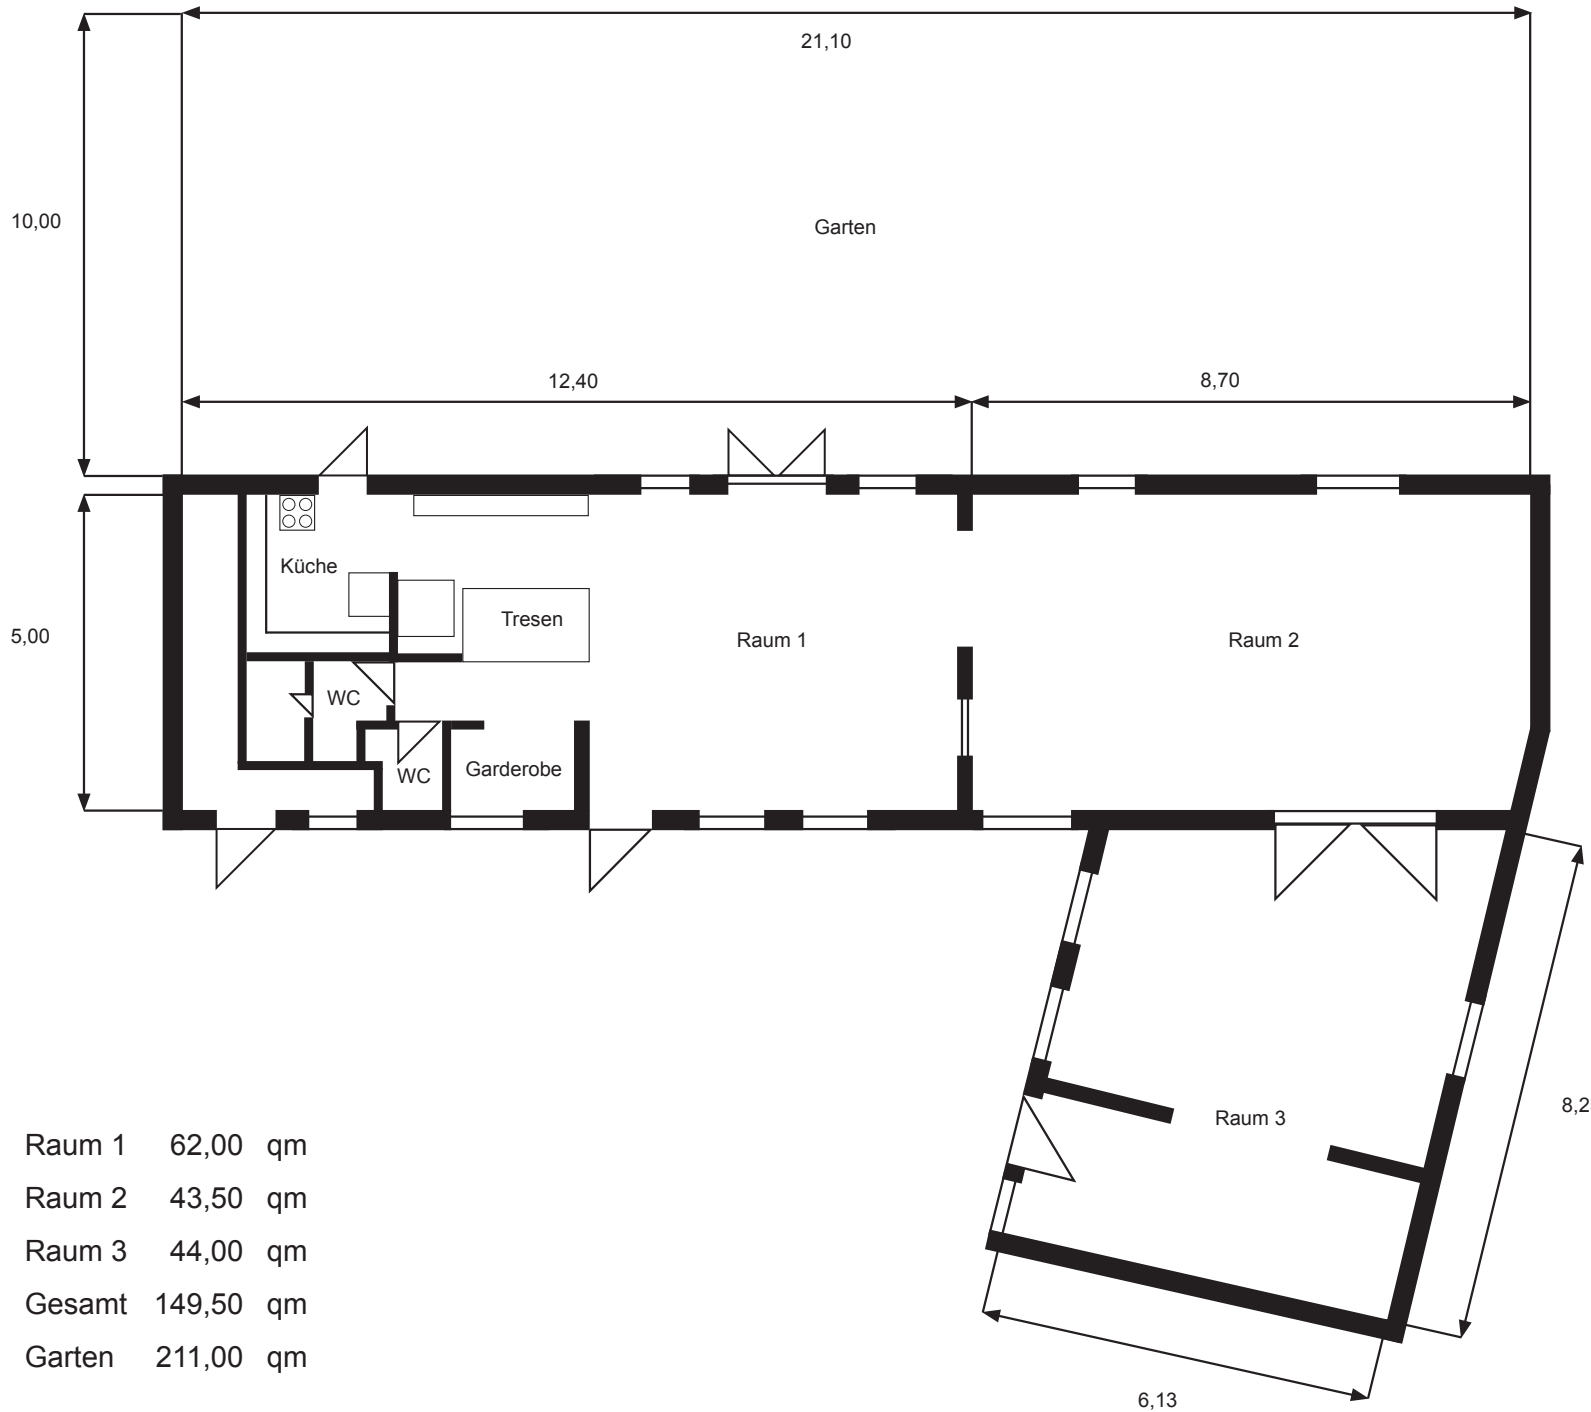 21,10
10,00
Garten
12,40
8,70
Küche
Tresen
5,00
Raum 1
Raum 2
WC
WC
Garderobe
8,2
Raum 3
Raum 1 62,00 qm
Raum 2 43,50 qm
Raum 3 44,00 qm
Gesamt 149,50 qm
Garten 211,00 qm
6,13